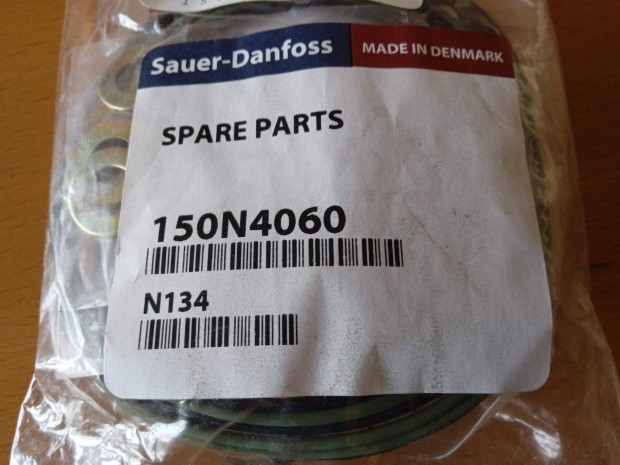 Sauer-Danfoss
MADE IN DENMARK
SPARE PARTS
150N4060
N134